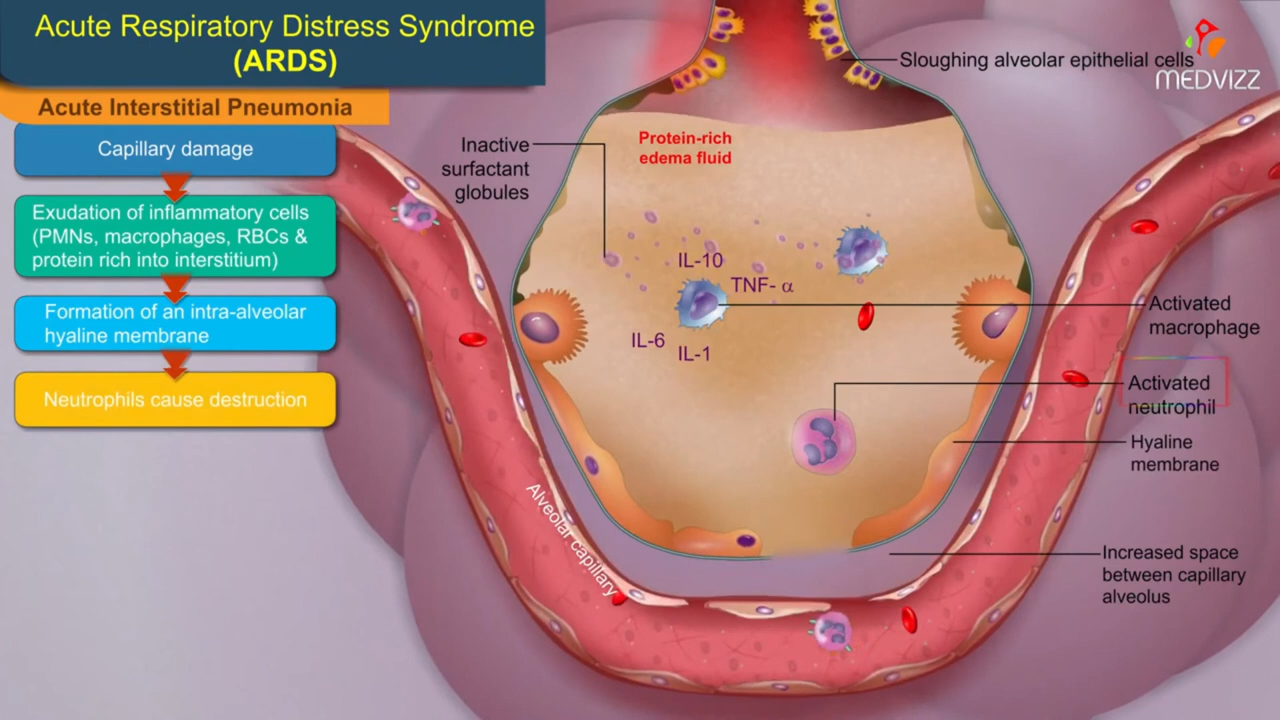 Acute Respiratory Distress Syndrome
(ARDS)
Acute Interstitial Pneumonia
Capillary damage
Exudation of inflammatory cells
(PMNs, macrophages, RBCs &
protein rich into interstitium)
Formation of an intra-alveolar
hyaline membrane
Neutrophils cause destruction
Sloughing alveolar epithelial cells
MEDVIZZ
Inactive
surfactant
globules
Protein-rich
edema fluid
IL-10
TNF- α
IL-6
IL-1
Activated
macrophage
Activated
neutrophil
Hyaline
membrane
Alveolar capillary
Increased space
between capillary
alveolus